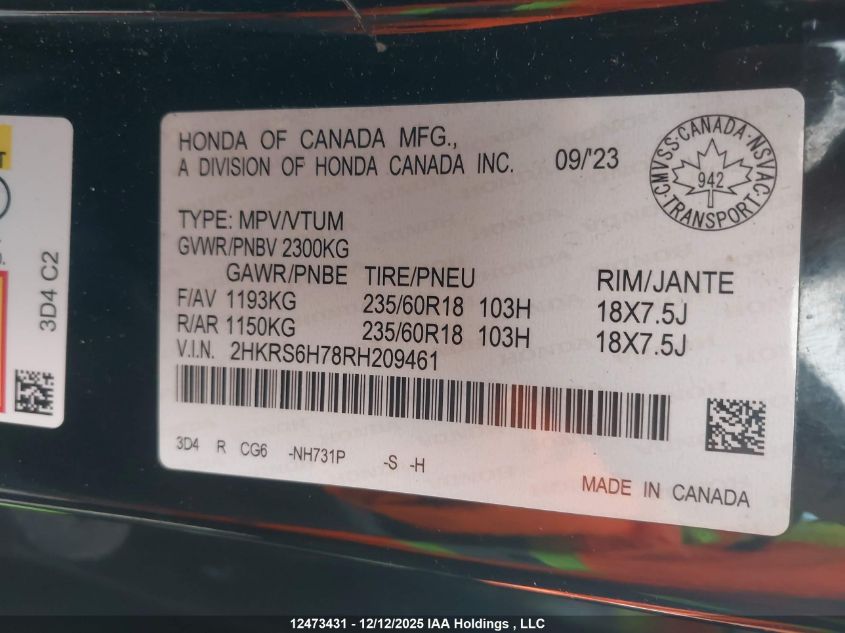 HONDA OF CANADA MFG.,
A DIVISION OF HONDA CANADA INC. 09/'23
CMVSS·CANADA·NSVAC
942
TRANSPORT
TYPE: MPV/VTUM
GVWR/PNBV 2300KG
GAWR/PNBE TIRE/PNEU RIM/JANTE
F/AV 1193KG 235/60R18 103H 18X7.5J
R/AR 1150KG 235/60R18 103H 18X7.5J
V.I.N. 2HKRS6H78RH209461
3D4 R CG6 -NH731P -S -H
MADE IN CANADA
3D4 C2
12473431 - 12/12/2025 IAA Holdings , LLC